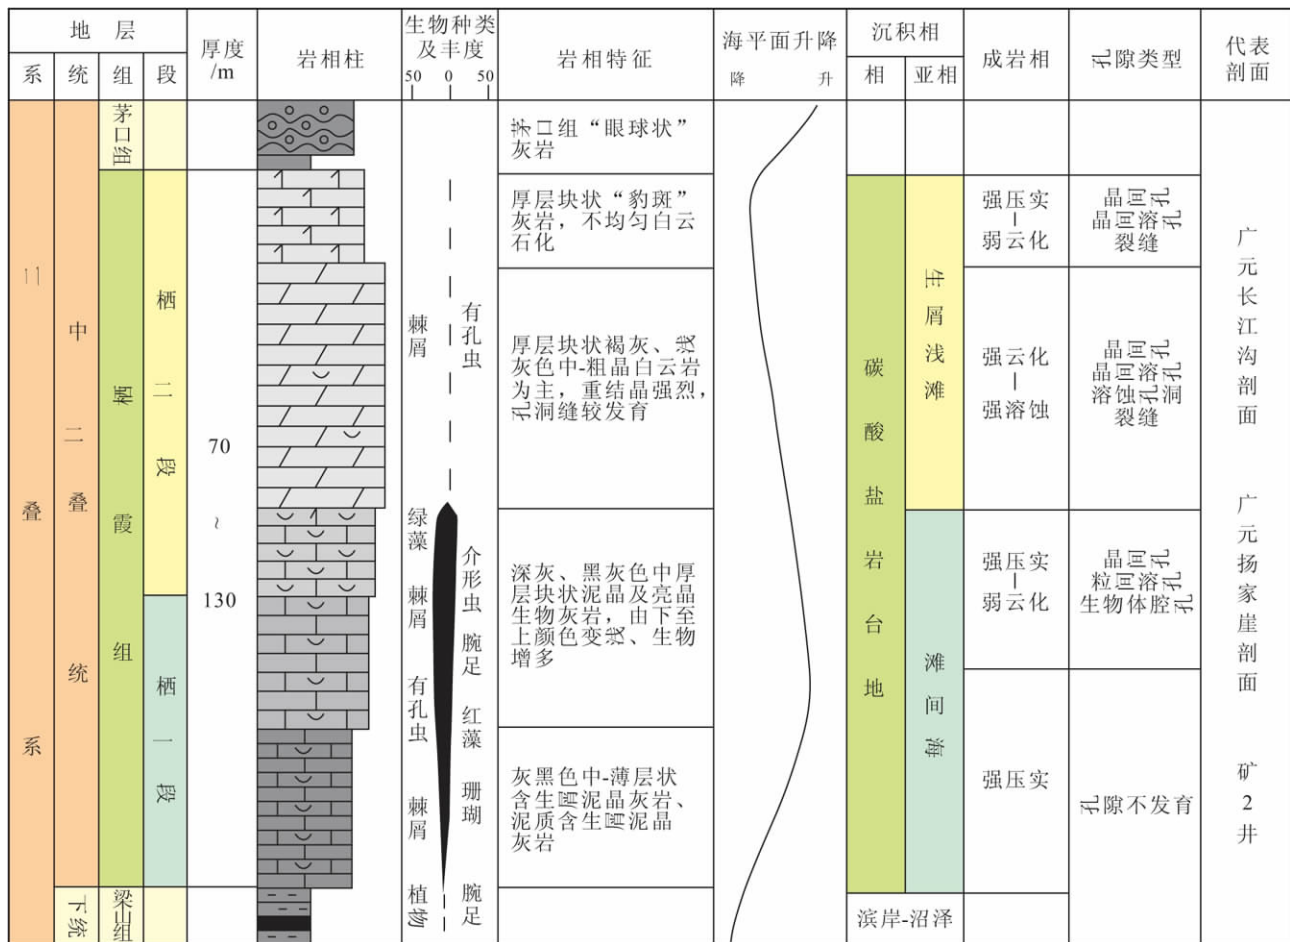 地 层
系
统
组
段
厚度
/m
岩相柱
生物种类
及丰度
50 0 50
岩相特征
海平面升降
降 升
沉积相
相
亚相
成岩相
孔隙类型
代表
剖面
二叠系
中二叠统
下统
茅口组
栖霞组
梁山组
栖二段
栖一段
70
~
130
棘屑
有孔虫
绿藻
介形虫
棘屑
腕足
有孔虫
红藻
棘屑
珊瑚
植物
腕足
茅口组“眼球状”
灰岩
厚层块状“豹斑”
灰岩，不均匀白云
石化
厚层块状褐灰、浅
灰色中-粗晶白云岩
为主，重结晶强烈，
孔洞缝较发育
深灰、黑灰色中厚
层块状泥晶及亮晶
生物灰岩，由下至
上颜色变浅、生物
增多
灰黑色中-薄层状
含生屑泥晶灰岩、
泥质含生屑泥晶
灰岩
碳酸盐岩台地
生屑浅滩
滩间海
滨岸-沼泽
强压实
–
弱云化
强云化
–
强溶蚀
强压实
–
弱云化
强压实
晶间孔
晶间溶孔
裂缝
晶间孔
晶间溶孔
溶蚀孔洞
裂缝
晶间孔
粒间溶孔
生物体腔孔
孔隙不发育
广元长江沟剖面
广元扬家崖剖面
矿2井